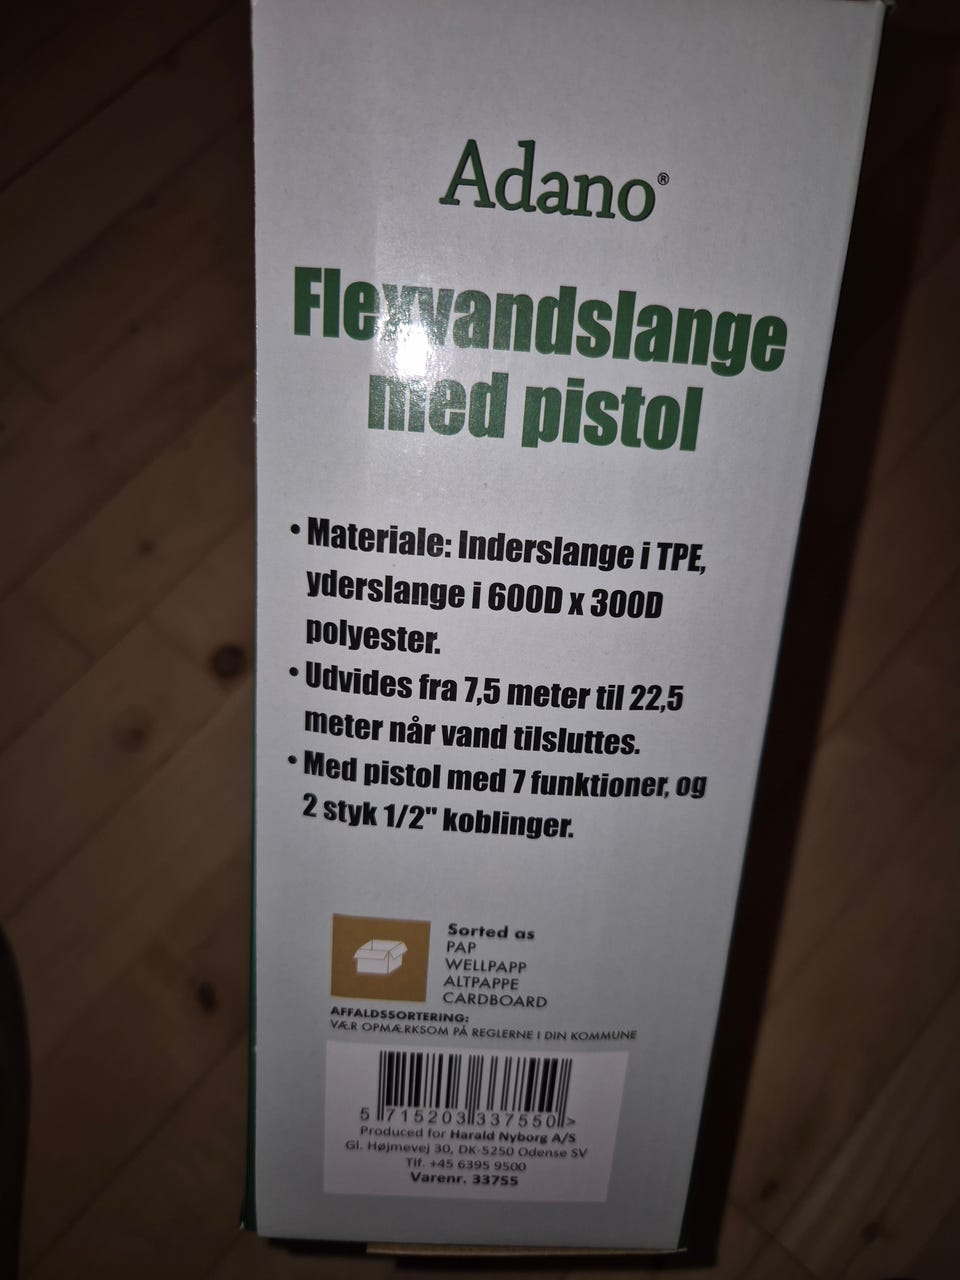 Adano®
Flexvandslange
med pistol
• Materiale: Inderslange i TPE,
yderslange i 600D x 300D
polyester.
• Udvides fra 7,5 meter til 22,5
meter når vand tilsluttes.
• Med pistol med 7 funktioner, og
2 styk 1/2" koblinger.
Sorted as
PAP
WELLPAPP
ALTPAPPE
CARDBOARD
AFFALDSSORTERING:
VÆR OPMÆRKSOM PÅ REGLERNE I DIN KOMMUNE
5 715203 337550 >
Produced for Harald Nyborg A/S
Gl. Højmevej 30, DK-5250 Odense SV
Tlf. +45 6395 9500
Varenr. 33755